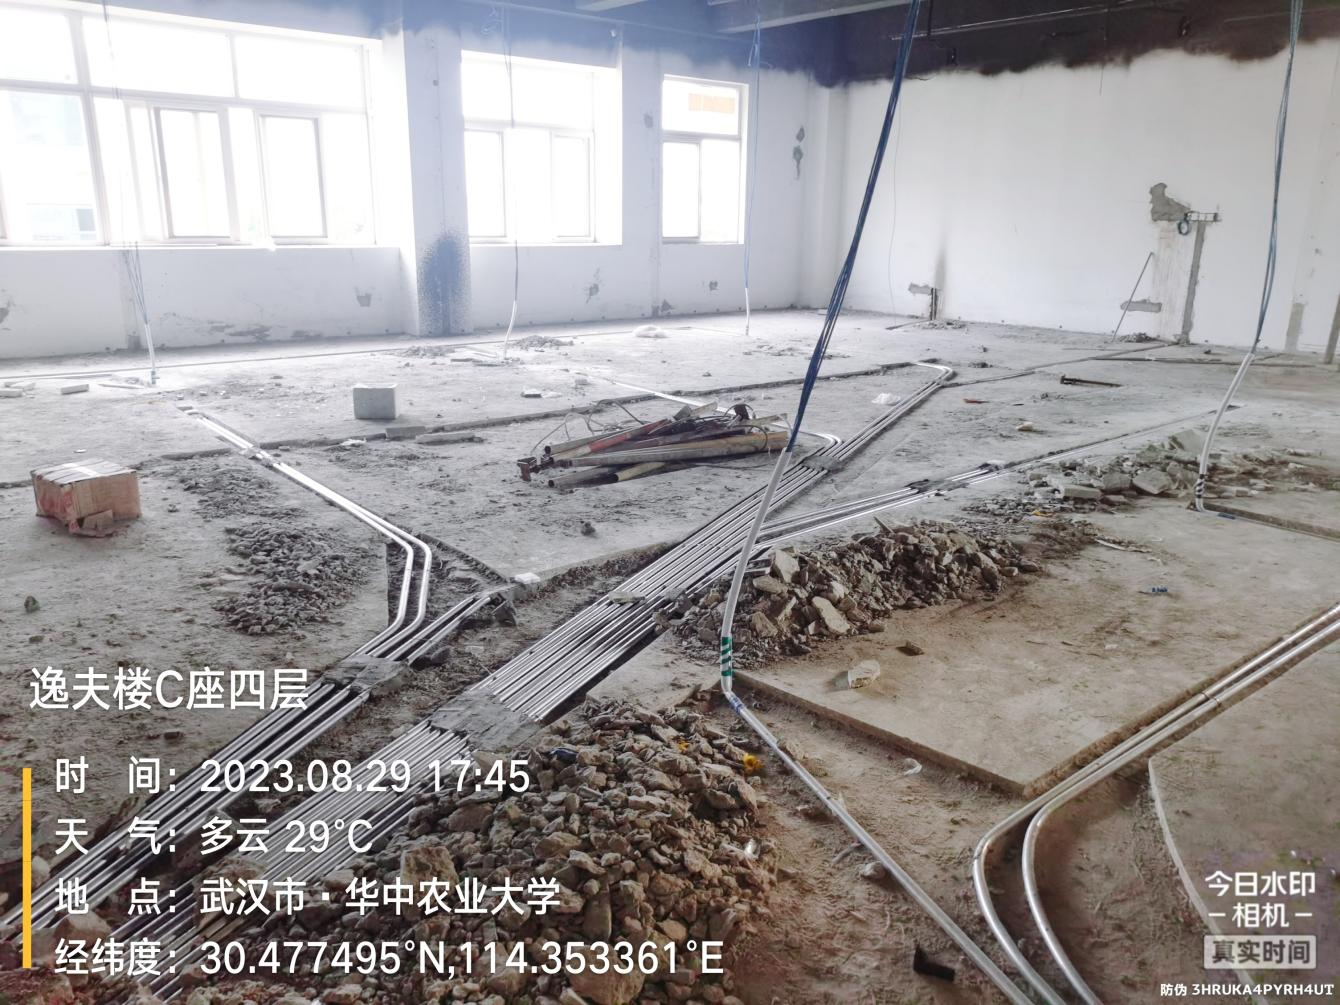 逸夫楼C座四层
时 间：2023.08.29 17:45
天 气：多云 29℃
地 点：武汉市·华中农业大学
经纬度：30.477495°N,114.353361°E
今日水印
-相机-
真实时间
防伪 3HRUKA4PYRH4UT